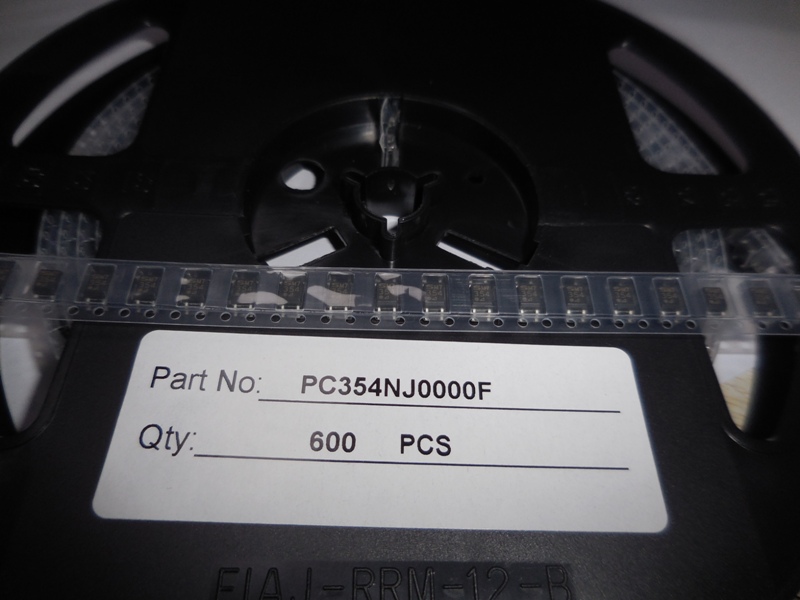 Part No: PC354NJ0000F
Qty: 600 PCS
EIAJ-RRM-12-B